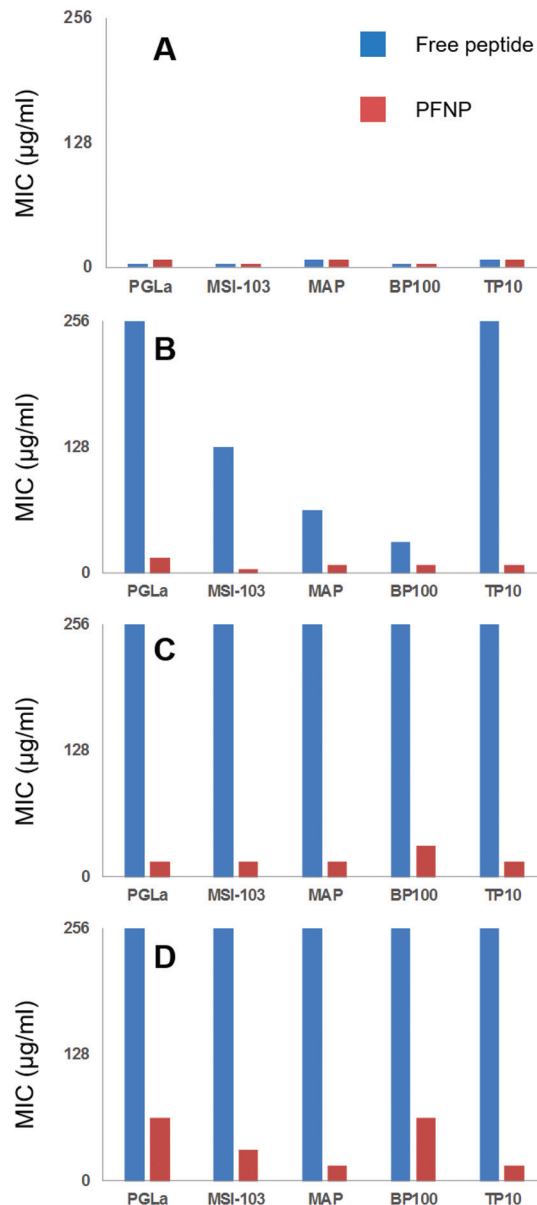 256
A
Free peptide
PFNP
MIC (µg/ml)
128
0
PGLa MSI-103 MAP BP100 TP10
256
B
MIC (µg/ml)
128
0
PGLa MSI-103 MAP BP100 TP10
256
C
MIC (µg/ml)
128
0
PGLa MSI-103 MAP BP100 TP10
256
D
MIC (µg/ml)
128
0
PGLa MSI-103 MAP BP100 TP10